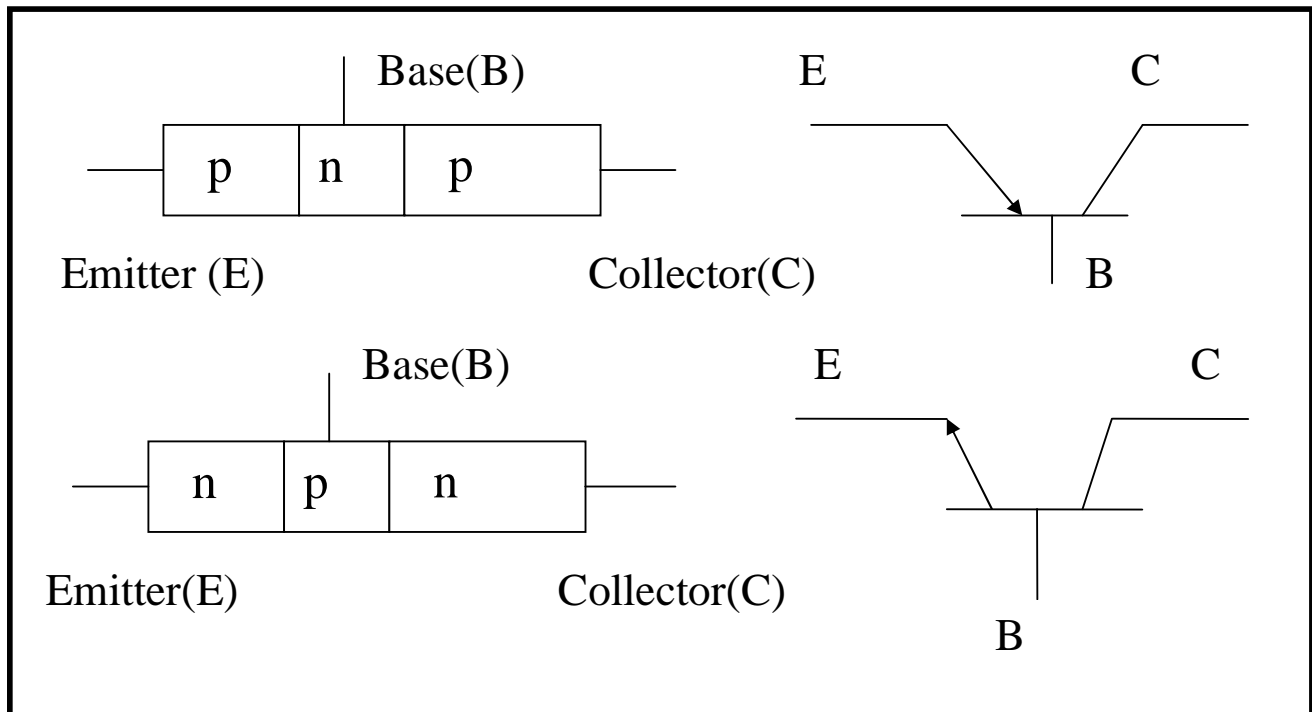 Base(B)
E C
p n p
Emitter (E) Collector(C) B
Base(B) E C
n p n
Emitter(E) Collector(C)
B